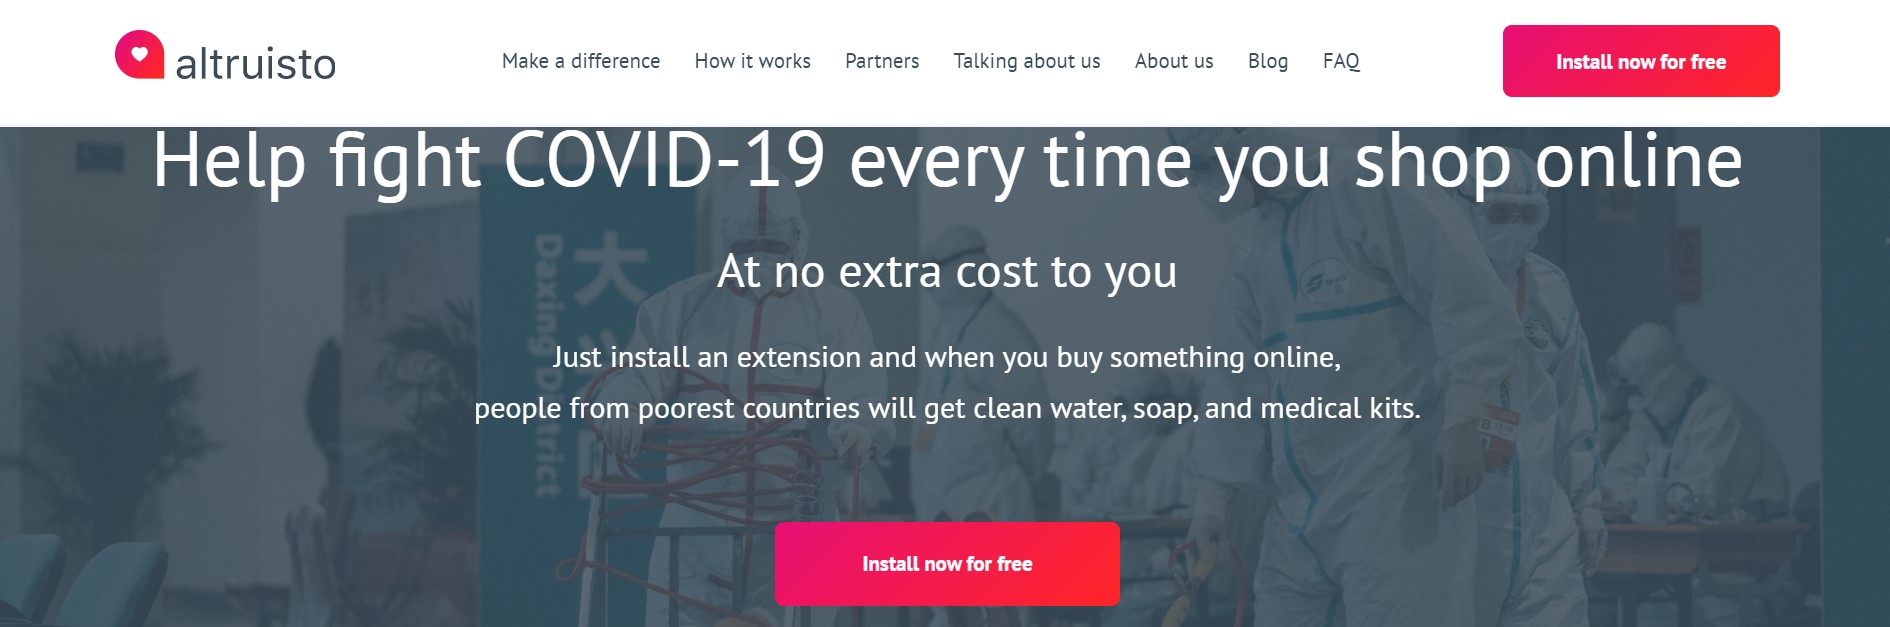 altruisto
Make a difference
How it works
Partners
Talking about us
About us
Blog
FAQ
Install now for free
Help fight COVID-19 every time you shop online
At no extra cost to you
Just install an extension and when you buy something online,
people from poorest countries will get clean water, soap, and medical kits.
Install now for free
大
Daxing District